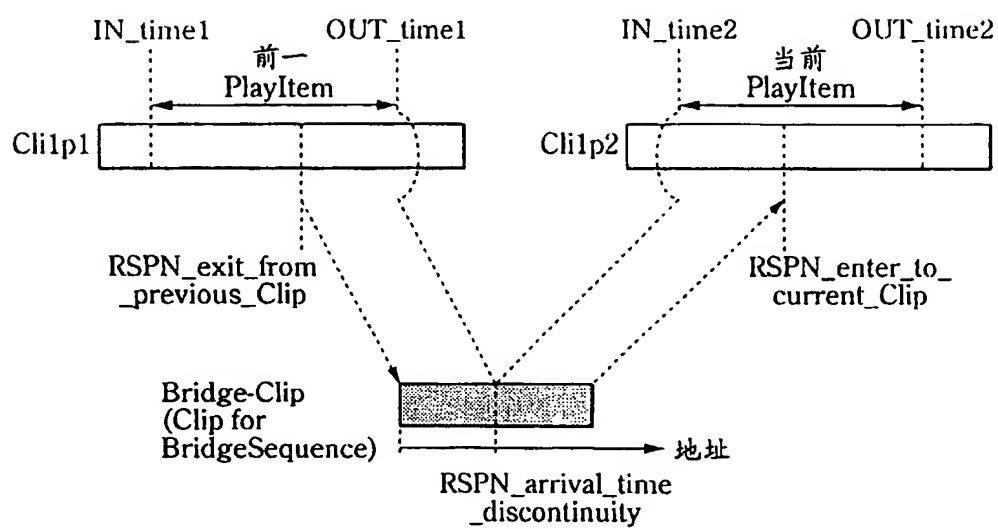 IN_time1
OUT_time1
IN_time2
OUT_time2
前一
PlayItem
当前
PlayItem
Cli1p1
Cli1p2
RSPN_exit_from
_previous_Clip
RSPN_enter_to_
current_Clip
Bridge-Clip
(Clip for
BridgeSequence)
地址
RSPN_arrival_time
_discontinuity